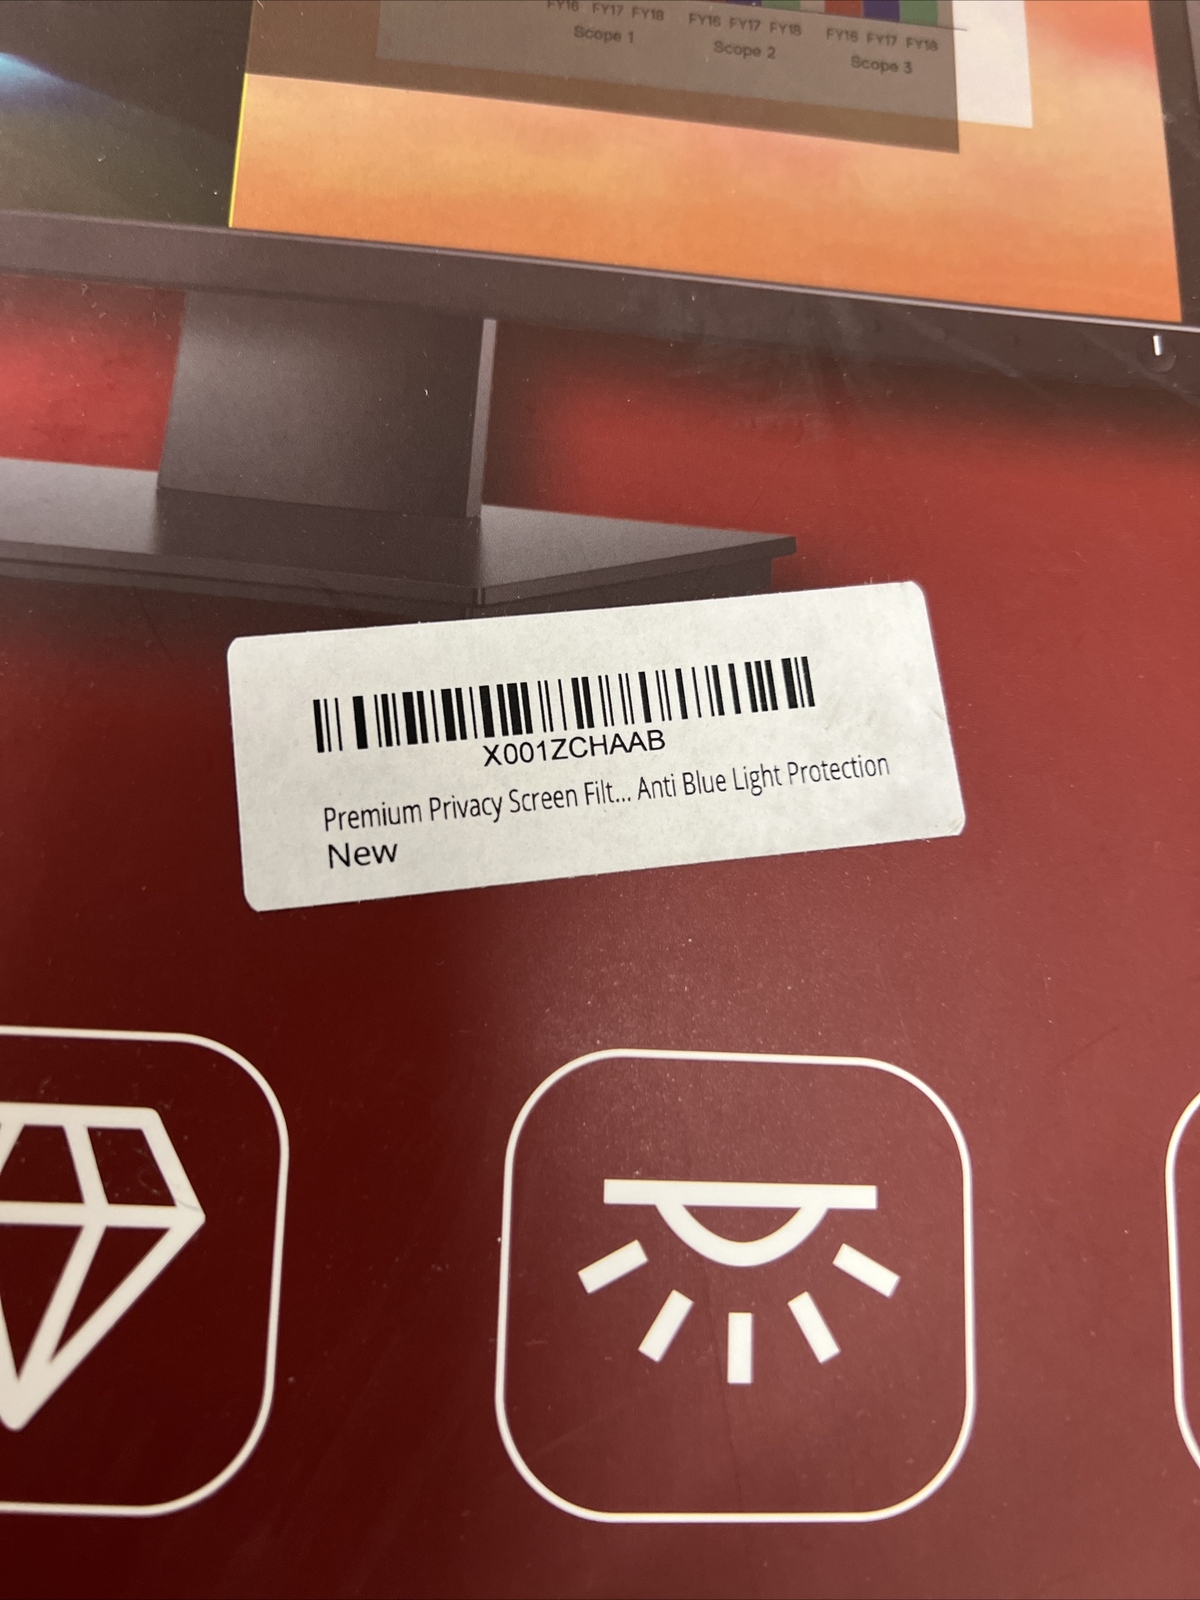 FY16 FY17 FY18 FY16 FY17 FY18 FY16 FY17 FY18
Scope 1 Scope 2 Scope 3
X001ZCHAAB
Premium Privacy Screen Filt... Anti Blue Light Protection
New